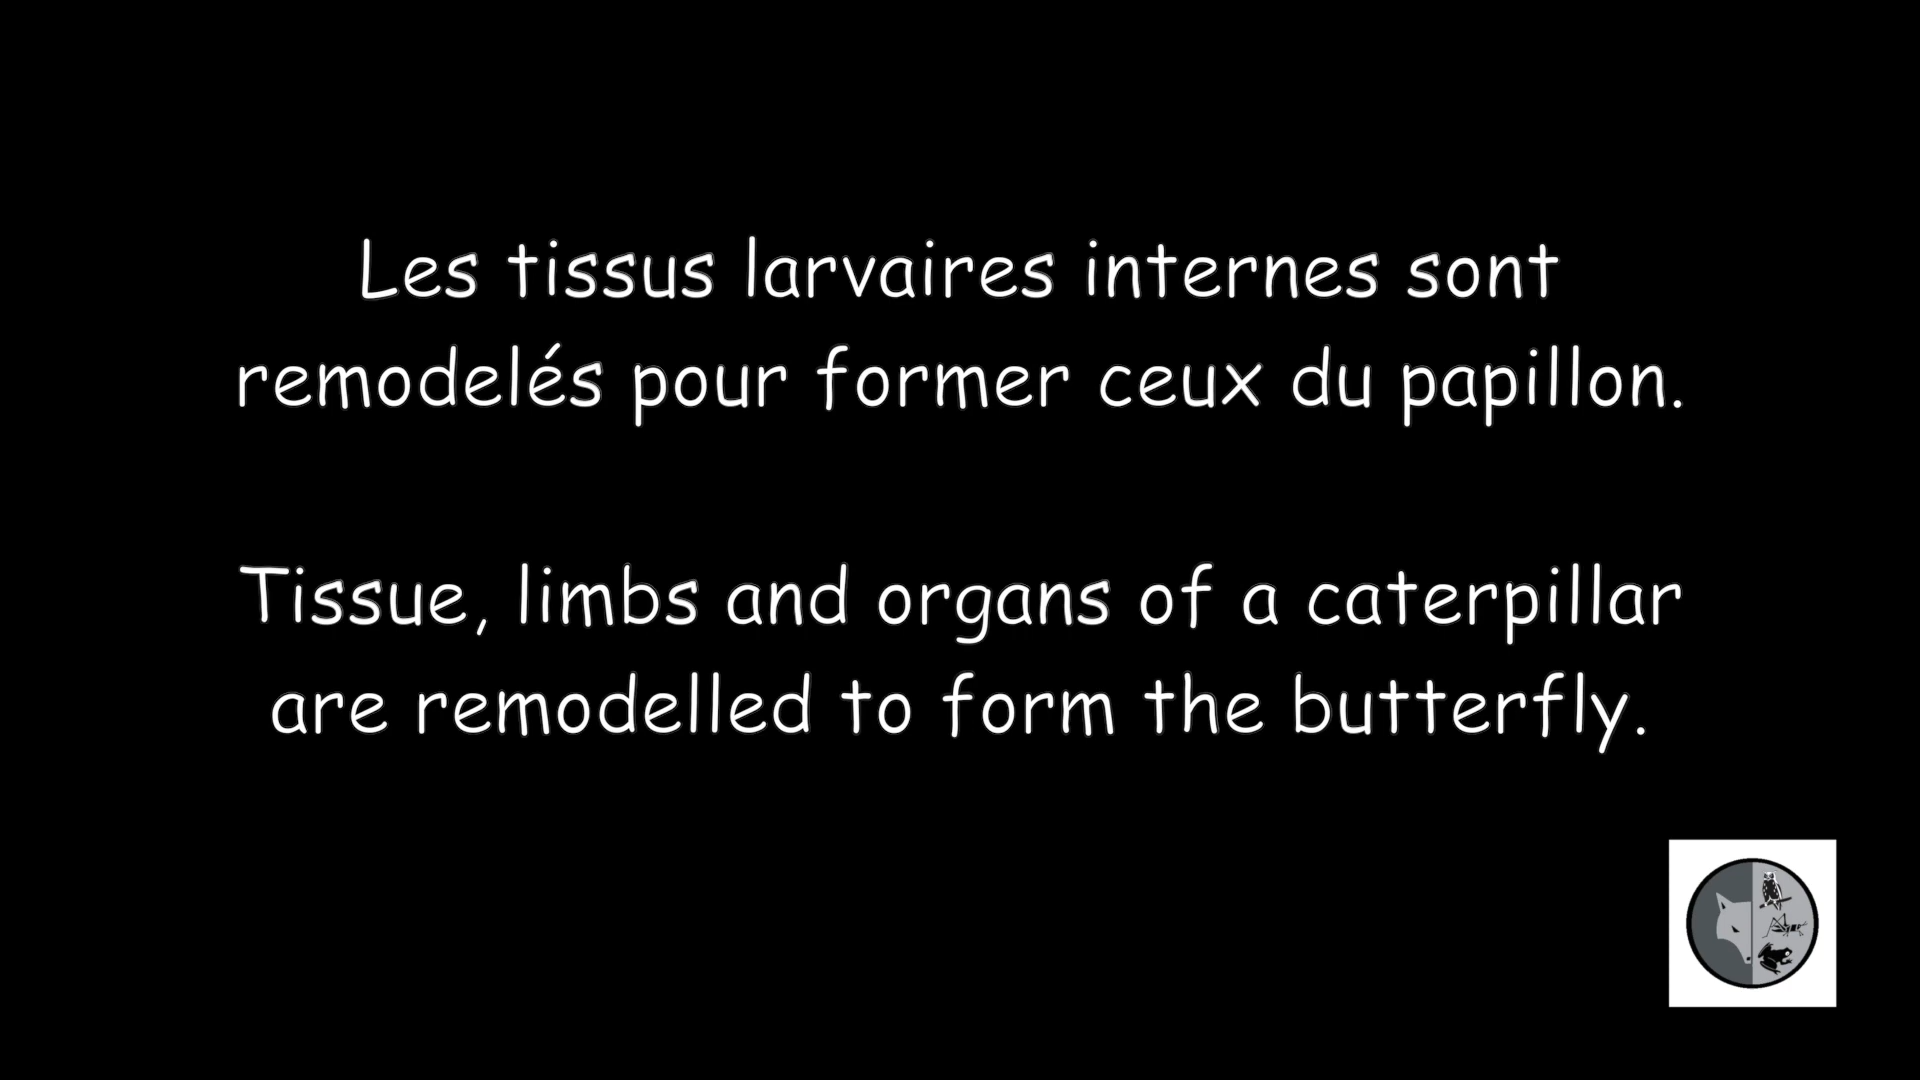 Les tissus larvaires internes sont
remodelés pour former ceux du papillon.
Tissue, limbs and organs of a caterpillar
are remodelled to form the butterfly.